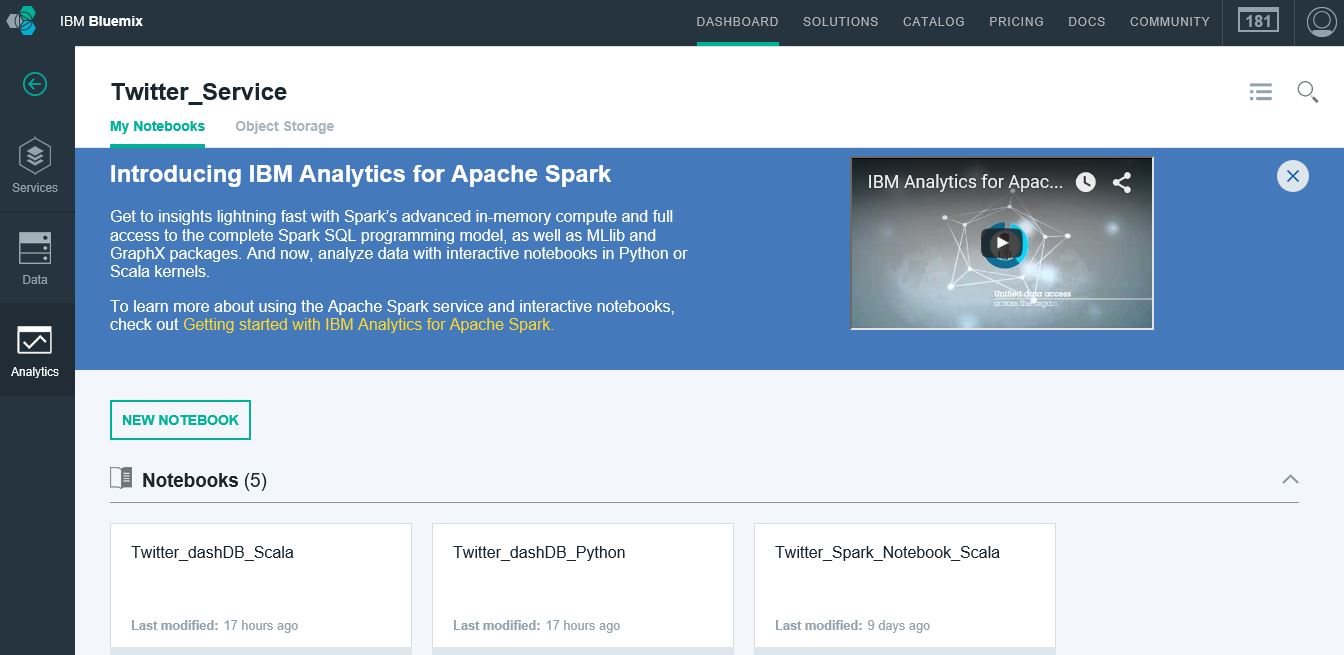 IBM Bluemix
DASHBOARD SOLUTIONS CATALOG PRICING DOCS COMMUNITY 181
Services
Data
Analytics
Twitter_Service
My Notebooks Object Storage
Introducing IBM Analytics for Apache Spark
Get to insights lightning fast with Spark's advanced in-memory compute and full
access to the complete Spark SQL programming model, as well as MLlib and
GraphX packages. And now, analyze data with interactive notebooks in Python or
Scala kernels.
To learn more about using the Apache Spark service and interactive notebooks,
check out Getting started with IBM Analytics for Apache Spark.
IBM Analytics for Apac...
Unified data access
across the organ
NEW NOTEBOOK
Notebooks (5)
Twitter_dashDB_Scala
Last modified: 17 hours ago
Twitter_dashDB_Python
Last modified: 17 hours ago
Twitter_Spark_Notebook_Scala
Last modified: 9 days ago